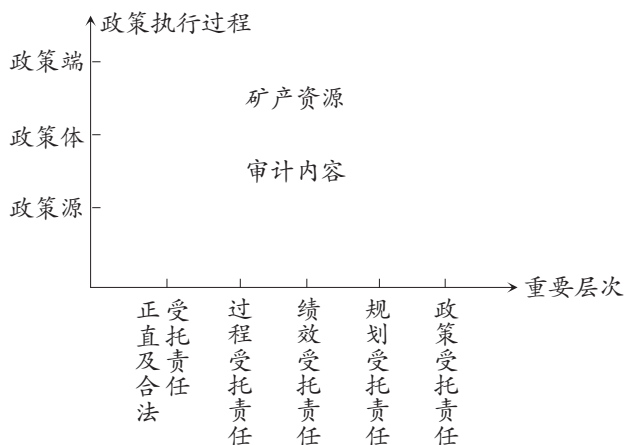 政策执行过程
政策端
矿产资源
政策体
审计内容
政策源
重要层次
正直及合法
受托责任
过程受托责任
绩效受托责任
规划受托责任
政策受托责任